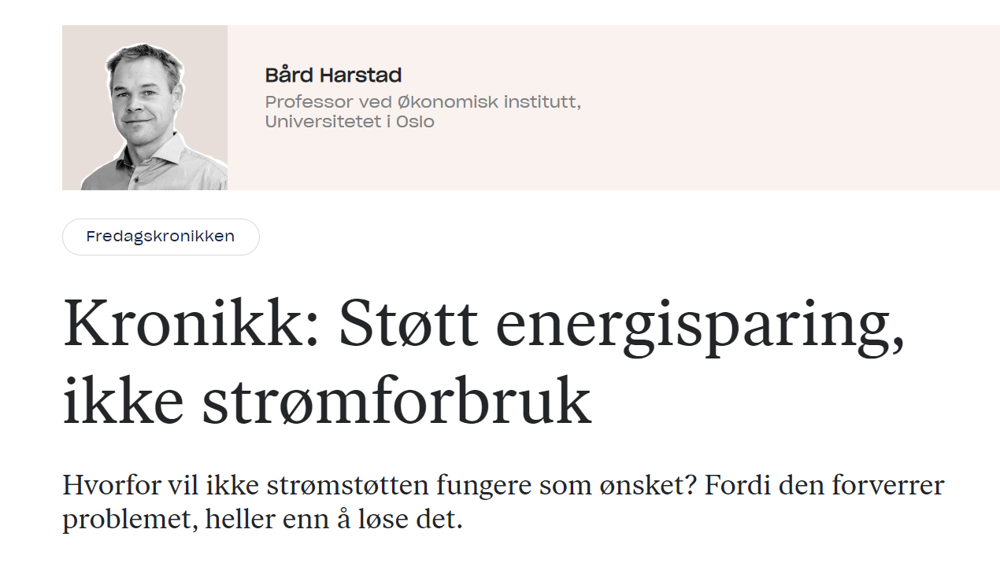 Bård Harstad
Professor ved Økonomisk institutt,
Universitetet i Oslo
Fredagskronikken
Kronikk: Støtt energisparing,
ikke strømforbruk
Hvorfor vil ikke strømstøtten fungere som ønsket? Fordi den forverrer
problemet, heller enn å løse det.